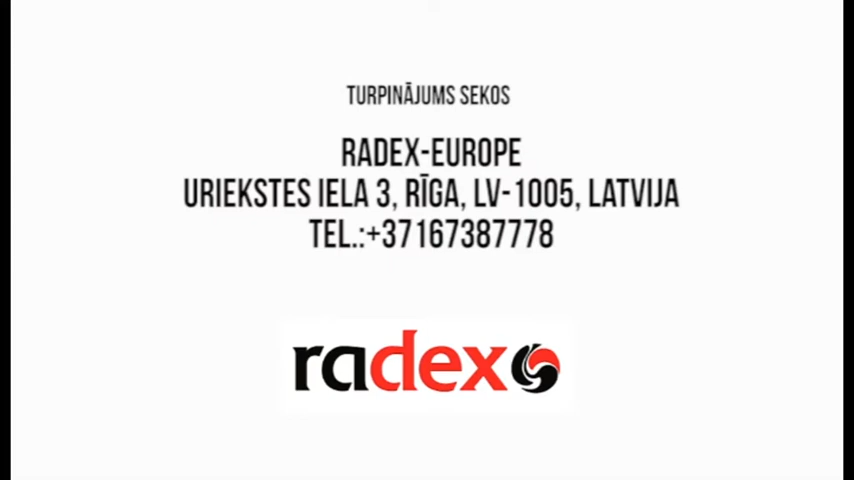 TURPINĀJUMS SEKOS
RADEX-EUROPE
URIEKSTES IELA 3, RĪGA, LV-1005, LATVIJA
TEL.:+37167387778
radex